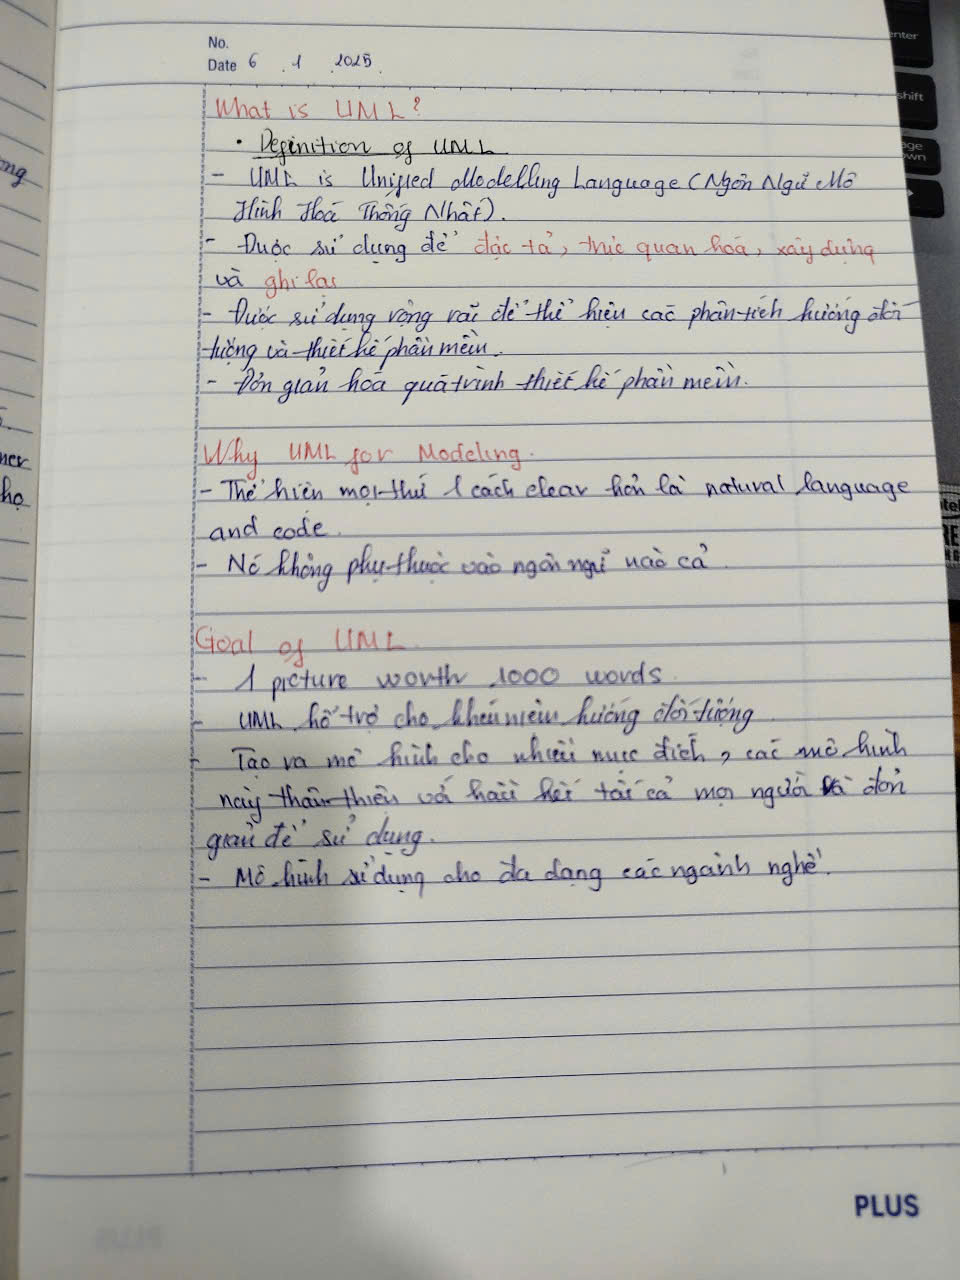 No.
Date 6 . 1 . 2025.
What is UML?
• Definition of UML
- UML is Unified Modelling Language (Ngôn Ngữ Mô
Hình Hoá Thống Nhất).
- Được sử dụng để đặc tả, trực quan hoá, xây dựng
và ghi lại
- Được sử dụng rộng rãi để thể hiện các phân tích hướng đối
tượng và thiết kế phần mềm.
- Đơn giản hoá quá trình thiết kế phần mềm.
Why UML for Modeling.
- Thể hiện mọi thứ 1 cách clear hơn là natural language
and code.
- Nó không phụ thuộc vào ngôn ngữ nào cả.
Goal of UML
- 1 picture worth 1000 words.
- UML hỗ trợ cho khái niệm hướng đối tượng
- Tạo ra mô hình cho nhiều mục đích, các mô hình
này thân thiện với hầu hết tất cả mọi người và đơn
giản để sử dụng.
- Mô hình sử dụng cho đa dạng các ngành nghề.
PLUS
enter
shift